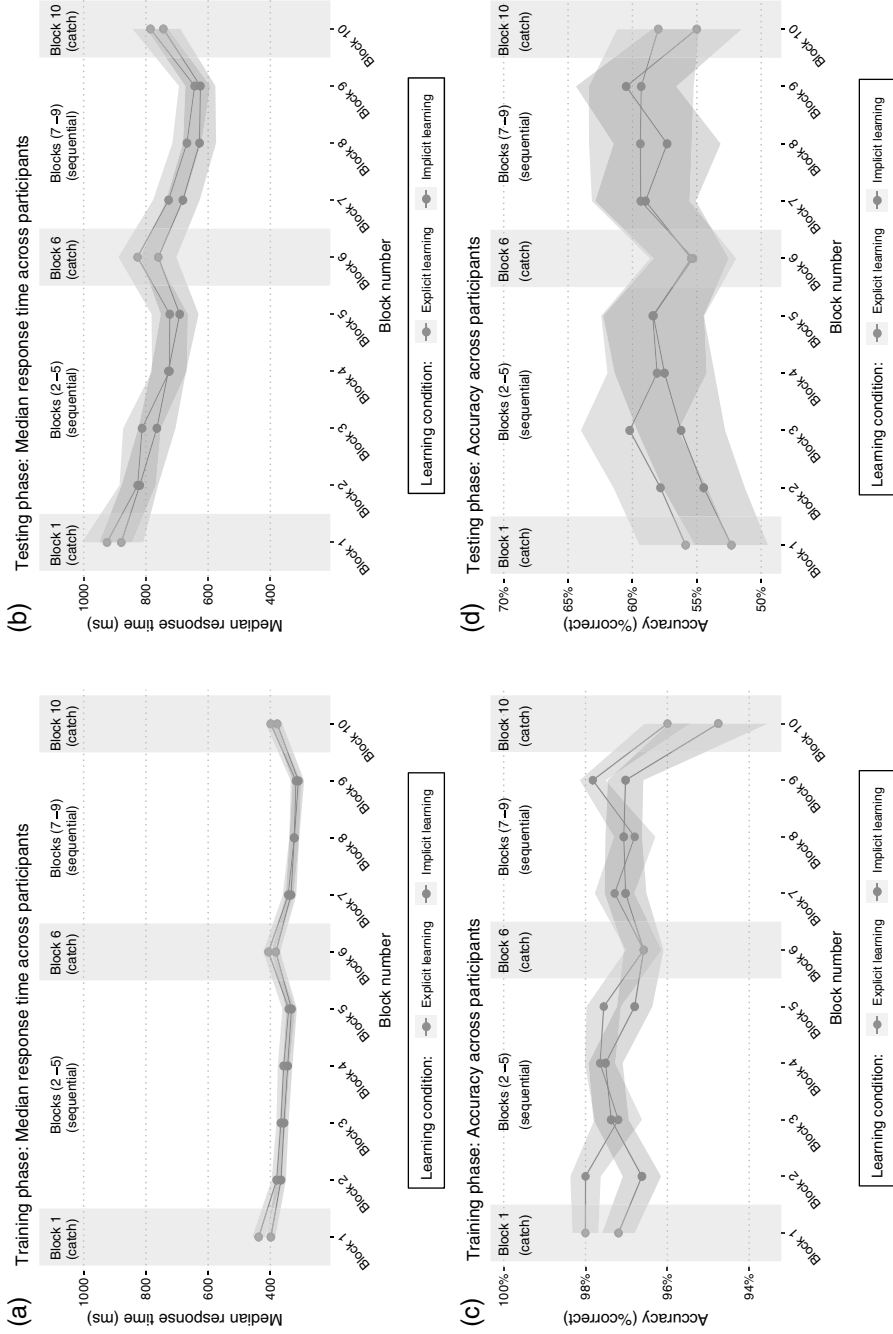 (a)
Training phase: Median response time across participants
Block 1
(catch)
Blocks (2−5)
(sequential)
Block 6
(catch)
Blocks (7−9)
(sequential)
Block 10
(catch)
Median response time (ms)
1000
800
600
400
Block 1
Block 2
Block 3
Block 4
Block 5
Block 6
Block 7
Block 8
Block 9
Block 10
Block number
Learning condition: Explicit learning Implicit learning
(b)
Testing phase: Median response time across participants
Block 1
(catch)
Blocks (2−5)
(sequential)
Block 6
(catch)
Blocks (7−9)
(sequential)
Block 10
(catch)
Median response time (ms)
1000
800
600
400
Block 1
Block 2
Block 3
Block 4
Block 5
Block 6
Block 7
Block 8
Block 9
Block 10
Block number
Learning condition: Explicit learning Implicit learning
(c)
Training phase: Accuracy across participants
Block 1
(catch)
Blocks (2−5)
(sequential)
Block 6
(catch)
Blocks (7−9)
(sequential)
Block 10
(catch)
Accuracy (%correct)
100%
98%
96%
94%
Block 1
Block 2
Block 3
Block 4
Block 5
Block 6
Block 7
Block 8
Block 9
Block 10
Block number
Learning condition: Explicit learning Implicit learning
(d)
Testing phase: Accuracy across participants
Block 1
(catch)
Blocks (2−5)
(sequential)
Block 6
(catch)
Blocks (7−9)
(sequential)
Block 10
(catch)
Accuracy (%correct)
70%
65%
60%
55%
50%
Block 1
Block 2
Block 3
Block 4
Block 5
Block 6
Block 7
Block 8
Block 9
Block 10
Block number
Learning condition: Explicit learning Implicit learning